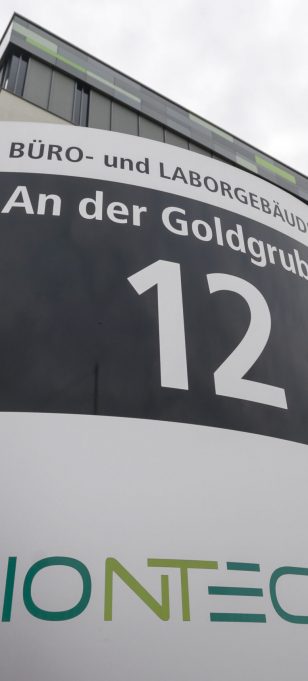 BÜRO- und LABORGEBÄUD
An der Goldgrub
12
IONTEC